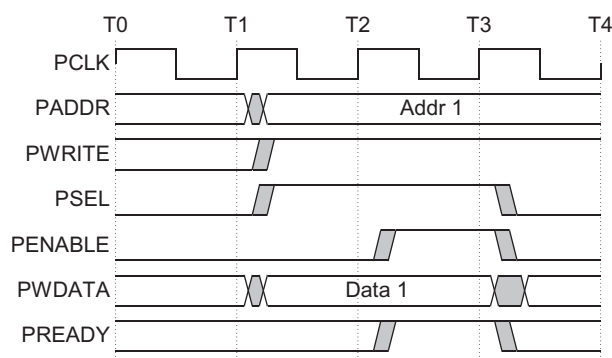 T0 T1 T2 T3 T4
PCLK
PADDR Addr 1
PWRITE
PSEL
PENABLE
PWDATA Data 1
PREADY